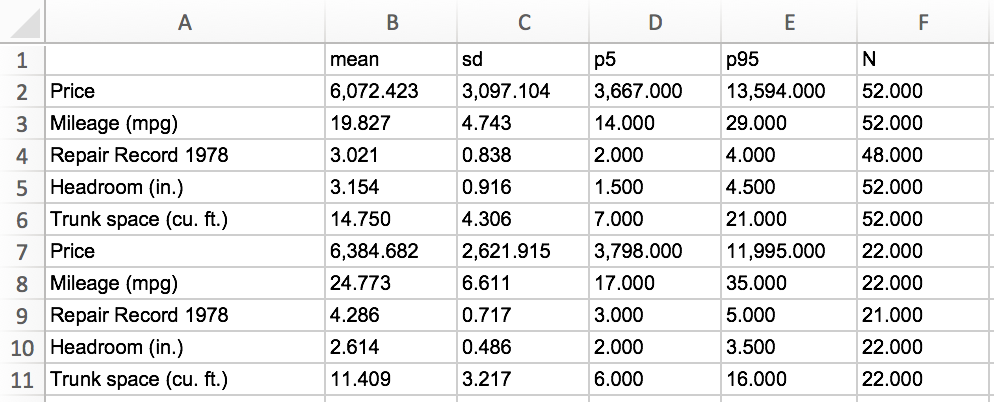 A B C D E F
1 mean sd p5 p95 N
2 Price 6,072.423 3,097.104 3,667.000 13,594.000 52.000
3 Mileage (mpg) 19.827 4.743 14.000 29.000 52.000
4 Repair Record 1978 3.021 0.838 2.000 4.000 48.000
5 Headroom (in.) 3.154 0.916 1.500 4.500 52.000
6 Trunk space (cu. ft.) 14.750 4.306 7.000 21.000 52.000
7 Price 6,384.682 2,621.915 3,798.000 11,995.000 22.000
8 Mileage (mpg) 24.773 6.611 17.000 35.000 22.000
9 Repair Record 1978 4.286 0.717 3.000 5.000 21.000
10 Headroom (in.) 2.614 0.486 2.000 3.500 22.000
11 Trunk space (cu. ft.) 11.409 3.217 6.000 16.000 22.000